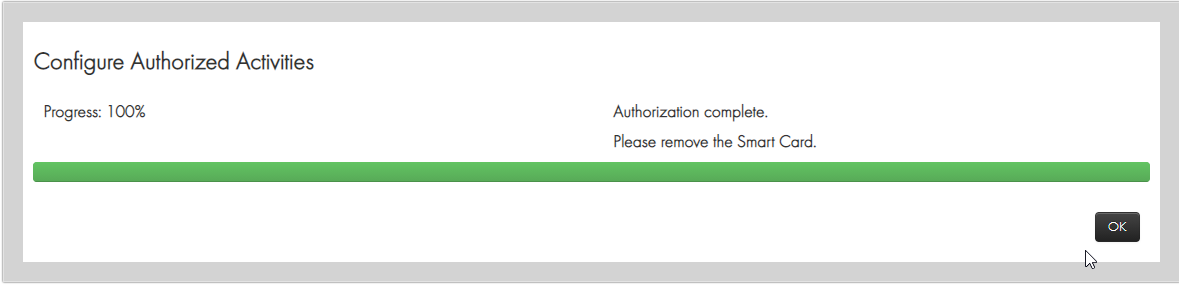 Configure Authorized Activities
Progress: 100%
Authorization complete.
Please remove the Smart Card.
OK